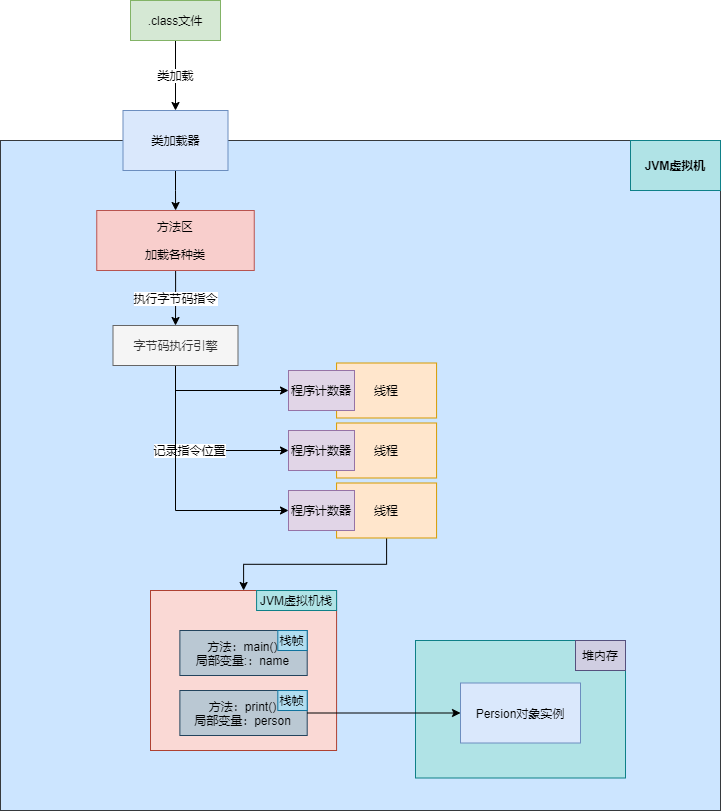 .class文件
类加载
类加载器
JVM虚拟机
方法区
加载各种类
执行字节码指令
字节码执行引擎
程序计数器
线程
记录指令位置
程序计数器
线程
程序计数器
线程
JVM虚拟机栈
栈帧
方法：main()
局部变量:：name
栈帧
方法：print()
局部变量：person
堆内存
Persion对象实例